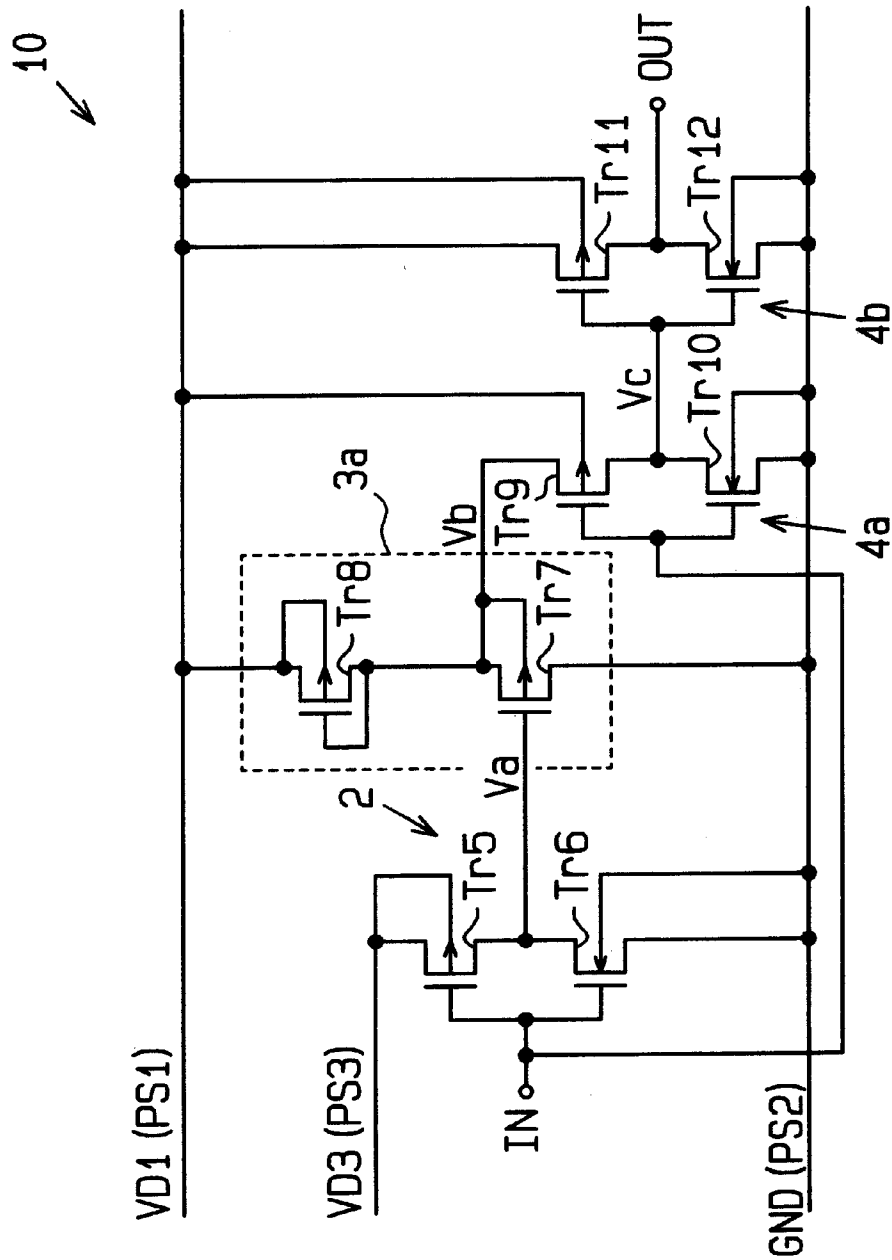 10
VD1 (PS1)
VD3 (PS3)
GND (PS2)
IN
2
Tr5
Tr6
Va
3a
Tr8
Tr7
Vb
Tr9
Tr10
4a
Vc
Tr11
Tr12
4b
OUT